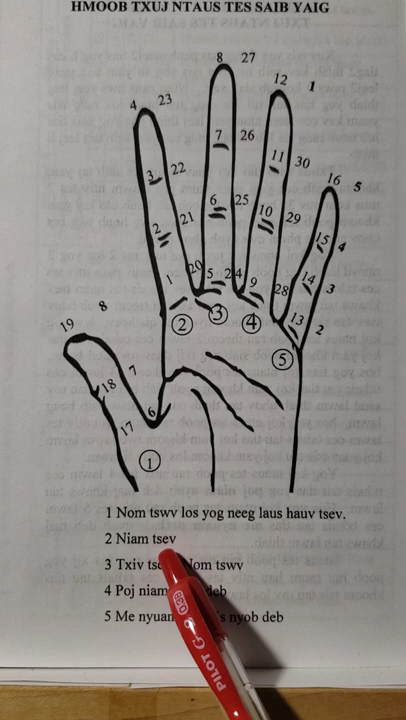 HMOOB TXUJ NTAUS TES SAIB YAIG
8 27
12 1
4 23
7 26
3 22
11 30
16 5
2 21
6 25
10 29
15 4
1 20
5 24
9 28
14 3
13 2
② ③ ④
⑤
19 8
18 7
17 6
①
1 Nom tswv los yog neeg laus hauv tsev.
2 Niam tsev
3 Txiv Nom tswv
4 Poj niam deb
5 Me nyuam nyob deb
PILOT G